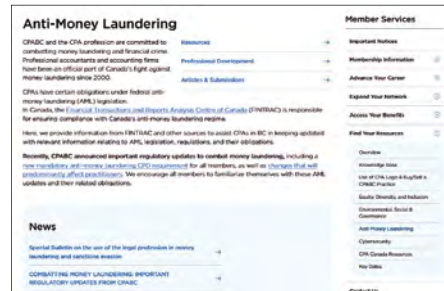 Anti-Money Laundering
CPABC and the CPA profession are committed to
combatting money laundering and financial crime.
Professional accountants and accounting firms
have been an official part of Canada's fight against
money laundering since 2000.
Resources
Professional Development
Articles & Submissions
CPAs have certain obligations under federal anti-
money laundering (AML) legislation.
In Canada, the Financial Transactions and Reports Analysis Centre of Canada (FINTRAC) is responsible
for ensuring compliance with Canada's anti-money laundering regime.
Here, we provide information from FINTRAC and other sources to assist CPAs in BC in keeping updated
with relevant information relating to AML legislation, regulations, and their obligations.
Recently, CPABC announced important regulatory updates to combat money laundering, including a
new mandatory anti-money laundering CPD requirement for all members, as well as changes that will
predominantly affect practitioners. We encourage all members to familiarize themselves with these AML
updates and their related obligations.
News
Special Bulletin on the use of the legal profession in money
laundering and sanctions evasion
COMBATTING MONEY LAUNDERING: IMPORTANT
REGULATORY UPDATES FROM CPABC
Member Services
Important Notices
Membership Information
Advance Your Career
Expand Your Network
Access Your Benefits
Find Your Resources
Overview
Knowledge Base
Use of CPA Logo & Buy/Sell a
CPABC Practice
Equity, Diversity, and Inclusion
Environmental, Social &
Governance
Anti-Money Laundering
Cybersecurity
CPA Canada Resources
Key Dates
Contact Us